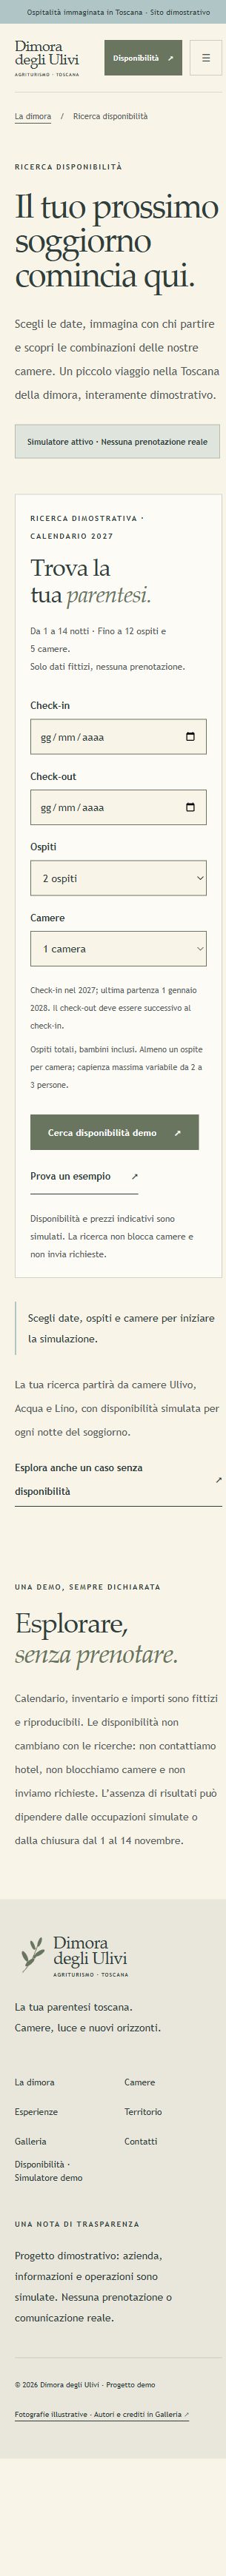 Ospitalità immaginata in Toscana · Sito dimostrativo
Dimora
degli Ulivi
AGRITURISMO · TOSCANA
Disponibilità ↗
☰
La dimora / Ricerca disponibilità
RICERCA DISPONIBILITÀ
Il tuo prossimo
soggiorno
comincia qui.
Scegli le date, immagina con chi partire
e scopri le combinazioni delle nostre
camere. Un piccolo viaggio nella Toscana
della dimora, interamente dimostrativo.
Simulatore attivo · Nessuna prenotazione reale
RICERCA DIMOSTRATIVA ·
CALENDARIO 2027
Trova la
tua parentesi.
Da 1 a 14 notti · Fino a 12 ospiti e
5 camere.
Solo dati fittizi, nessuna prenotazione.
Check-in
gg/mm/aaaa
Check-out
gg/mm/aaaa
Ospiti
2 ospiti
Camere
1 camera
Check-in nel 2027; ultima partenza 1 gennaio
2028. Il check-out deve essere successivo al
check-in.
Ospiti totali, bambini inclusi. Almeno un ospite
per camera; capienza massima variabile da 2 a
3 persone.
Cerca disponibilità demo ↗
Prova un esempio ↗
Disponibilità e prezzi indicativi sono
simulati. La ricerca non blocca camere e
non invia richieste.
Scegli date, ospiti e camere per iniziare
la simulazione.
La tua ricerca partirà da camere Ulivo,
Acqua e Lino, con disponibilità simulata per
ogni notte del soggiorno.
Esplora anche un caso senza
disponibilità ↗
UNA DEMO, SEMPRE DICHIARATA
Esplorare,
senza prenotare.
Calendario, inventario e importi sono fittizi
e riproducibili. Le disponibilità non
cambiano con le ricerche: non contattiamo
hotel, non blocchiamo camere e non
inviamo richieste. L’assenza di risultati può
dipendere dalle occupazioni simulate o
dalla chiusura dal 1 al 14 novembre.
Dimora
degli Ulivi
AGRITURISMO · TOSCANA
La tua parentesi toscana.
Camere, luce e nuovi orizzonti.
La dimora Camere
Esperienze Territorio
Galleria Contatti
Disponibilità ·
Simulatore demo
UNA NOTA DI TRASPARENZA
Progetto dimostrativo: azienda,
informazioni e operazioni sono
simulate. Nessuna prenotazione o
comunicazione reale.
© 2026 Dimora degli Ulivi · Progetto demo
Fotografie illustrative · Autori e crediti in Galleria ↗